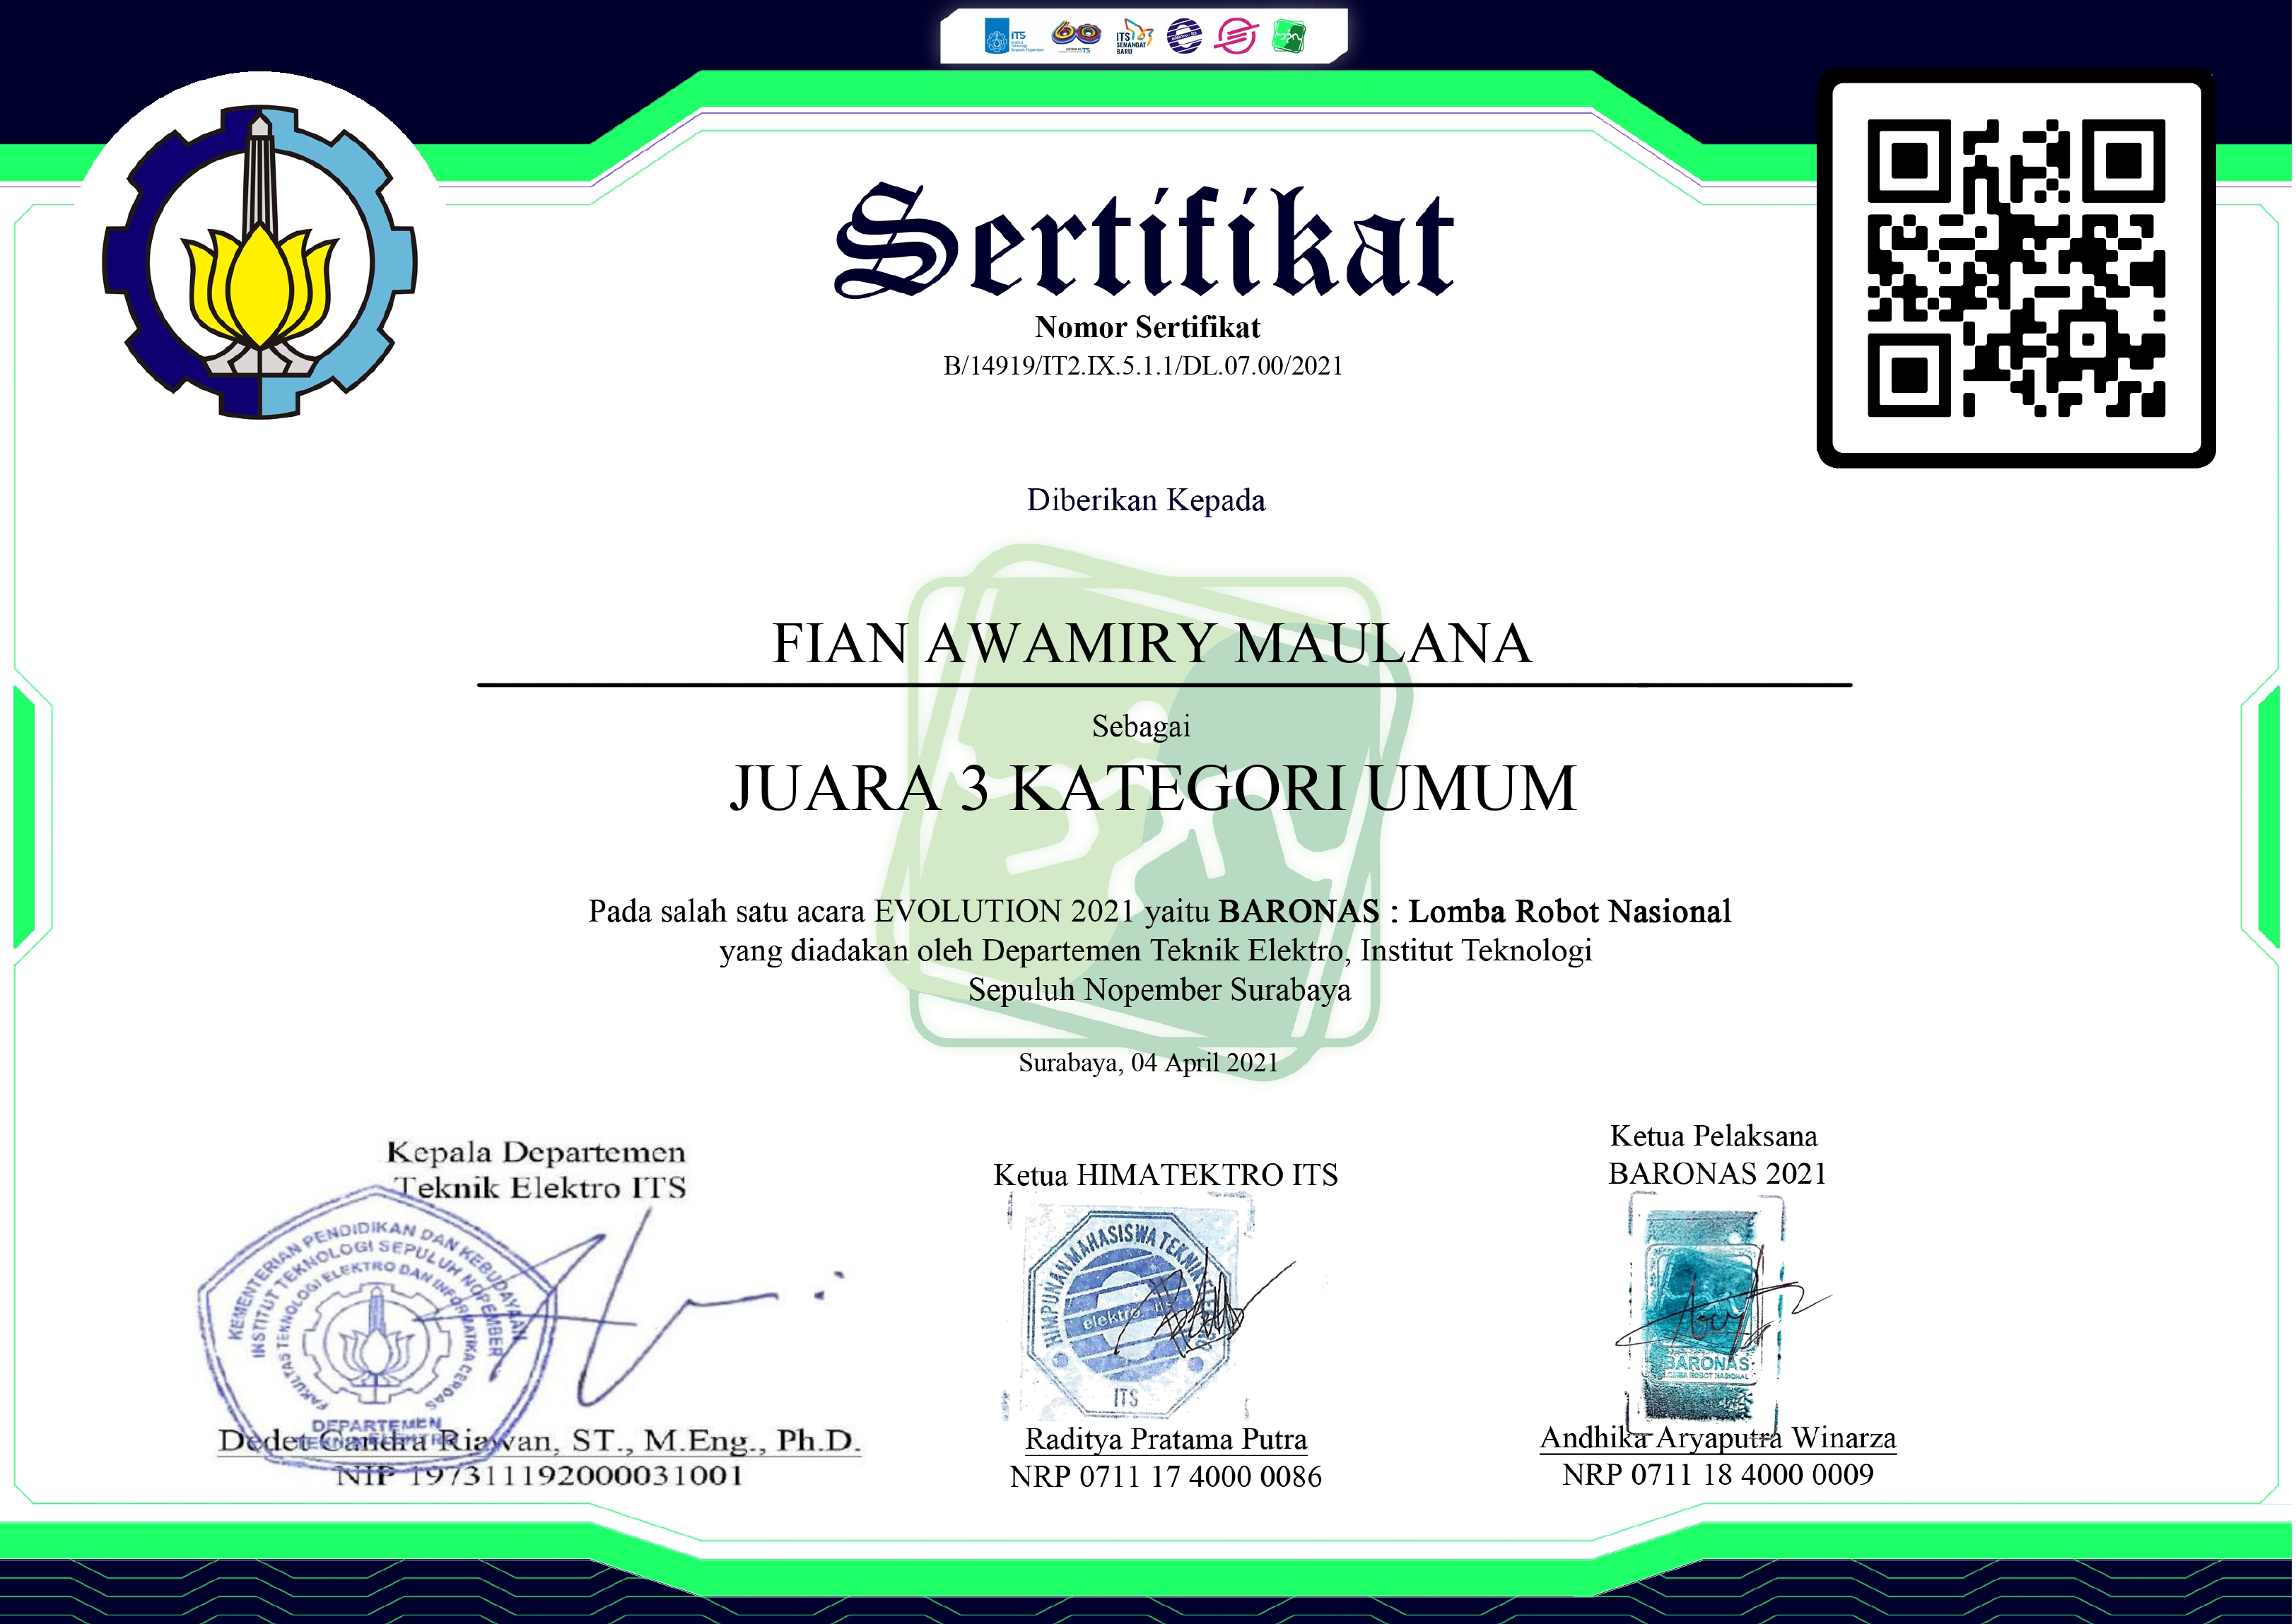 ITS
ITS
SEMANGAT
BARU
Sertifikat
Nomor Sertifikat
B/14919/IT2.IX.5.1.1/DL.07.00/2021
Diberikan Kepada
FIAN AWAMIRY MAULANA
Sebagai
JUARA 3 KATEGORI UMUM
Pada salah satu acara EVOLUTION 2021 yaitu BARONAS : Lomba Robot Nasional
yang diadakan oleh Departemen Teknik Elektro, Institut Teknologi
Sepuluh Nopember Surabaya
Surabaya, 04 April 2021
Kepala Departemen
Teknik Elektro ITS
KEMENTERIAN PENDIDIKAN DAN KEBUDAYAAN
INSTITUT TEKNOLOGI SEPULUH NOPEMBER
FAKULTAS TEKNOLOGI ELEKTRO DAN INFORMATIKA CERDAS
DEPARTEMEN
TEKNIK ELEKTRO
Dedet Candra Riawan, ST., M.Eng., Ph.D.
NIP 197311192000031001
Ketua HIMATEKTRO ITS
HIMPUNAN MAHASISWA TEKNIK
elektro
ITS
Raditya Pratama Putra
NRP 0711 17 4000 0086
Ketua Pelaksana
BARONAS 2021
BARONAS
LOMBA ROBOT NASIONAL
Andhika Aryaputra Winarza
NRP 0711 18 4000 0009